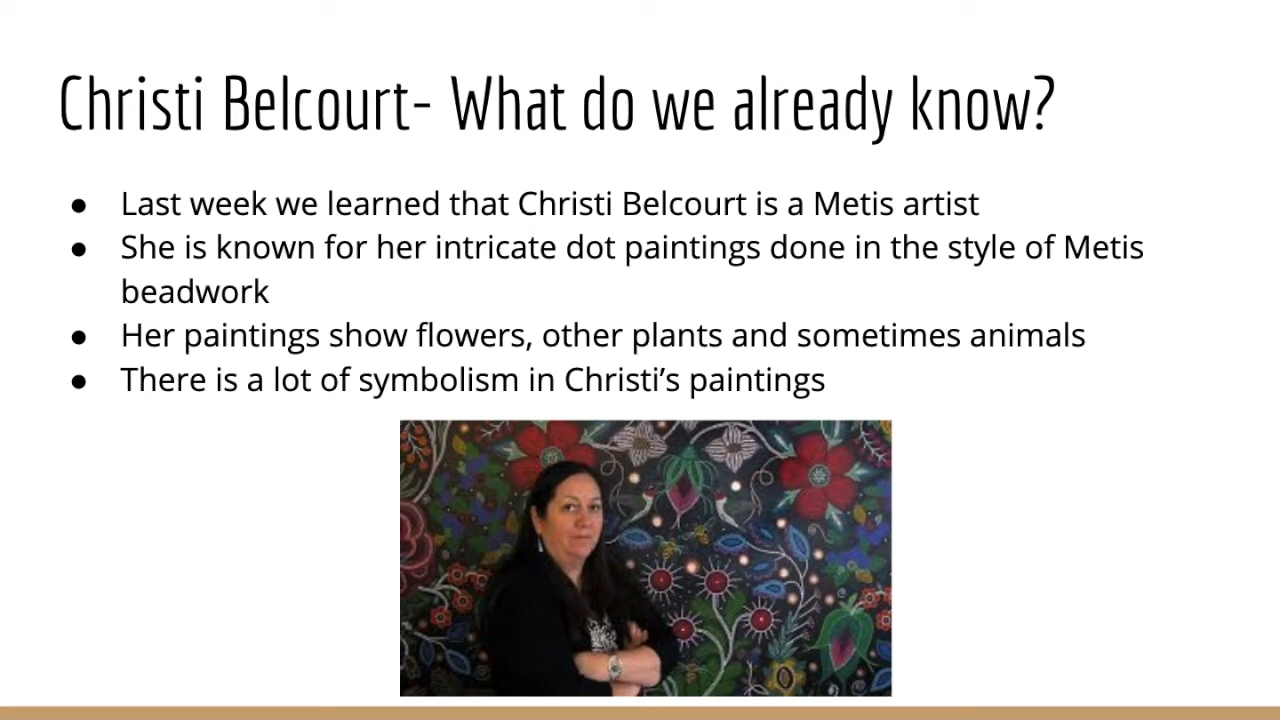 Christi Belcourt- What do we already know?
● Last week we learned that Christi Belcourt is a Metis artist
● She is known for her intricate dot paintings done in the style of Metis
beadwork
● Her paintings show flowers, other plants and sometimes animals
● There is a lot of symbolism in Christi’s paintings